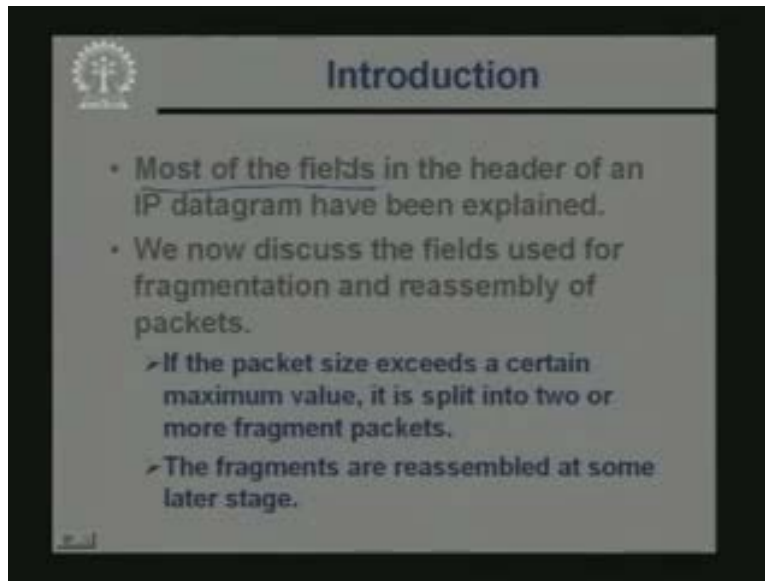 Introduction
• Most of the fields in the header of an
IP datagram have been explained.
• We now discuss the fields used for
fragmentation and reassembly of
packets.
➢If the packet size exceeds a certain
maximum value, it is split into two or
more fragment packets.
➢The fragments are reassembled at some
later stage.